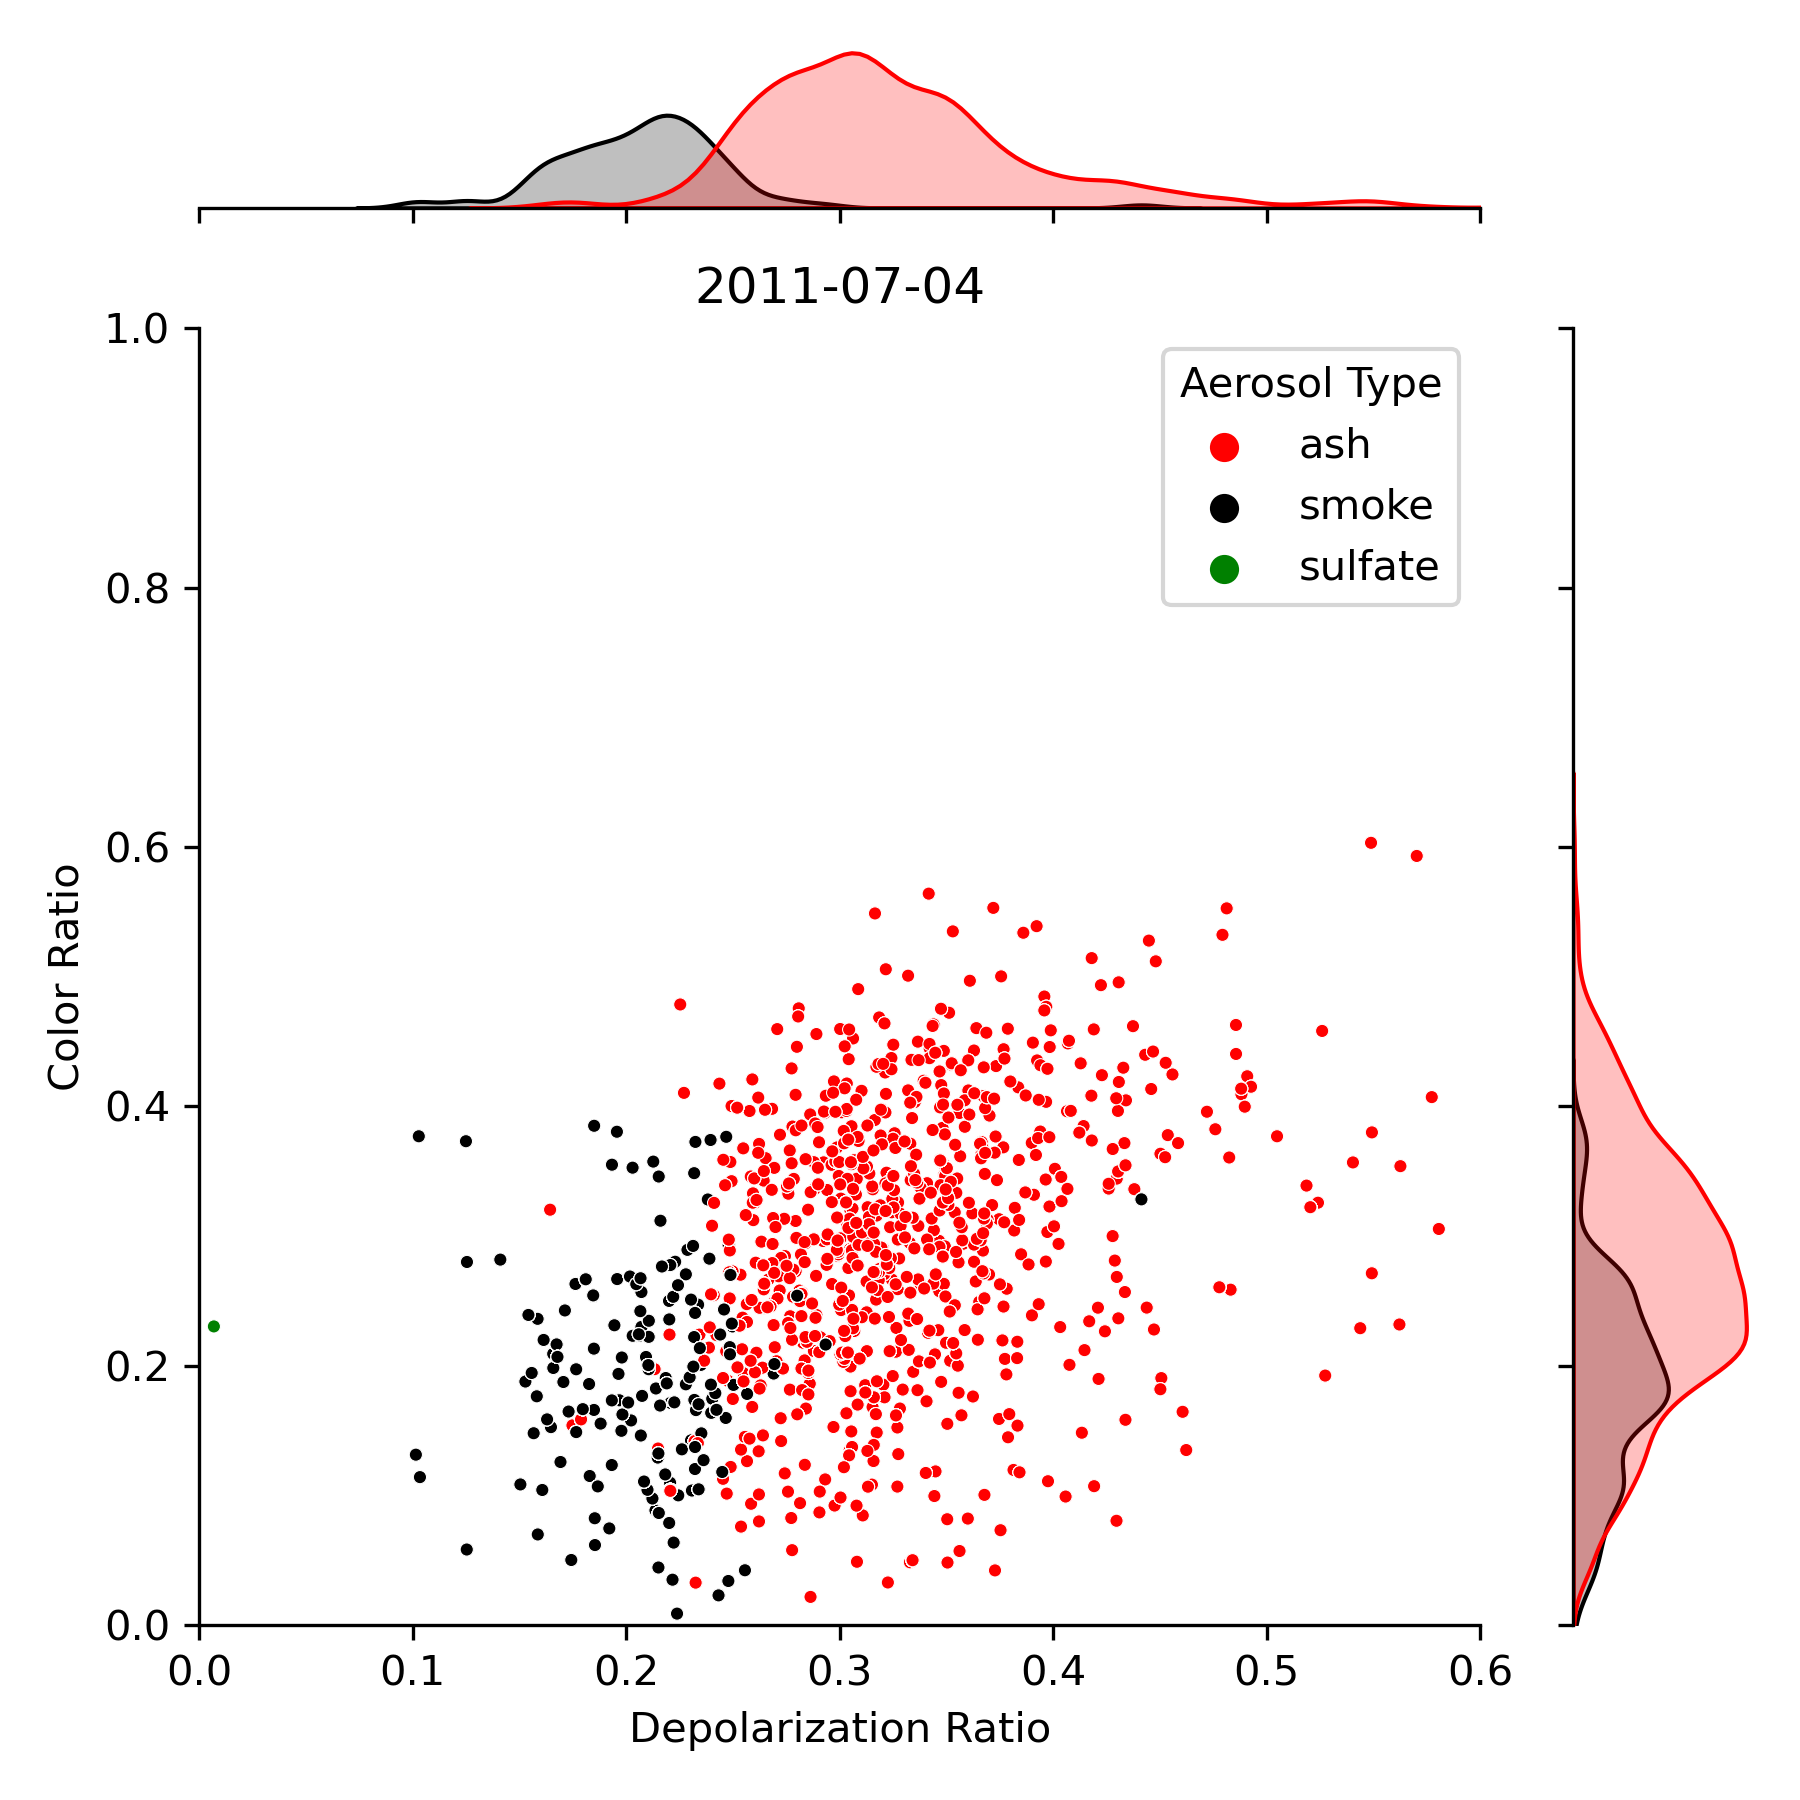 2011-07-04
1.0
0.8
0.6
0.4
0.2
0.0
Color Ratio
Aerosol Type
ash
smoke
sulfate
0.0 0.1 0.2 0.3 0.4 0.5 0.6
Depolarization Ratio